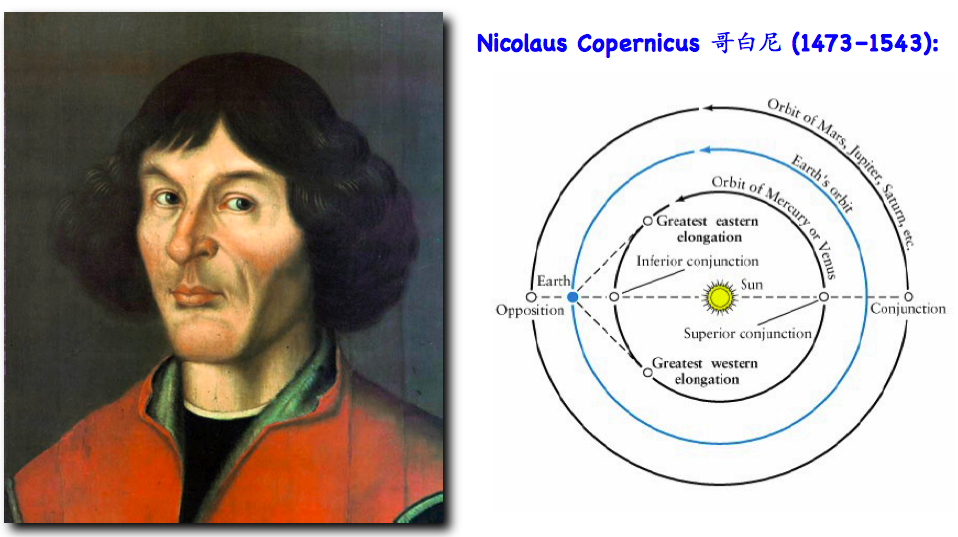 Nicolaus Copernicus 哥白尼 (1473-1543):
Orbit of Mars, Jupiter, Saturn, etc.
Earth's orbit
Orbit of Mercury or Venus
Greatest eastern
elongation
Inferior conjunction
Earth
Sun
Opposition
Conjunction
Superior conjunction
Greatest western
elongation